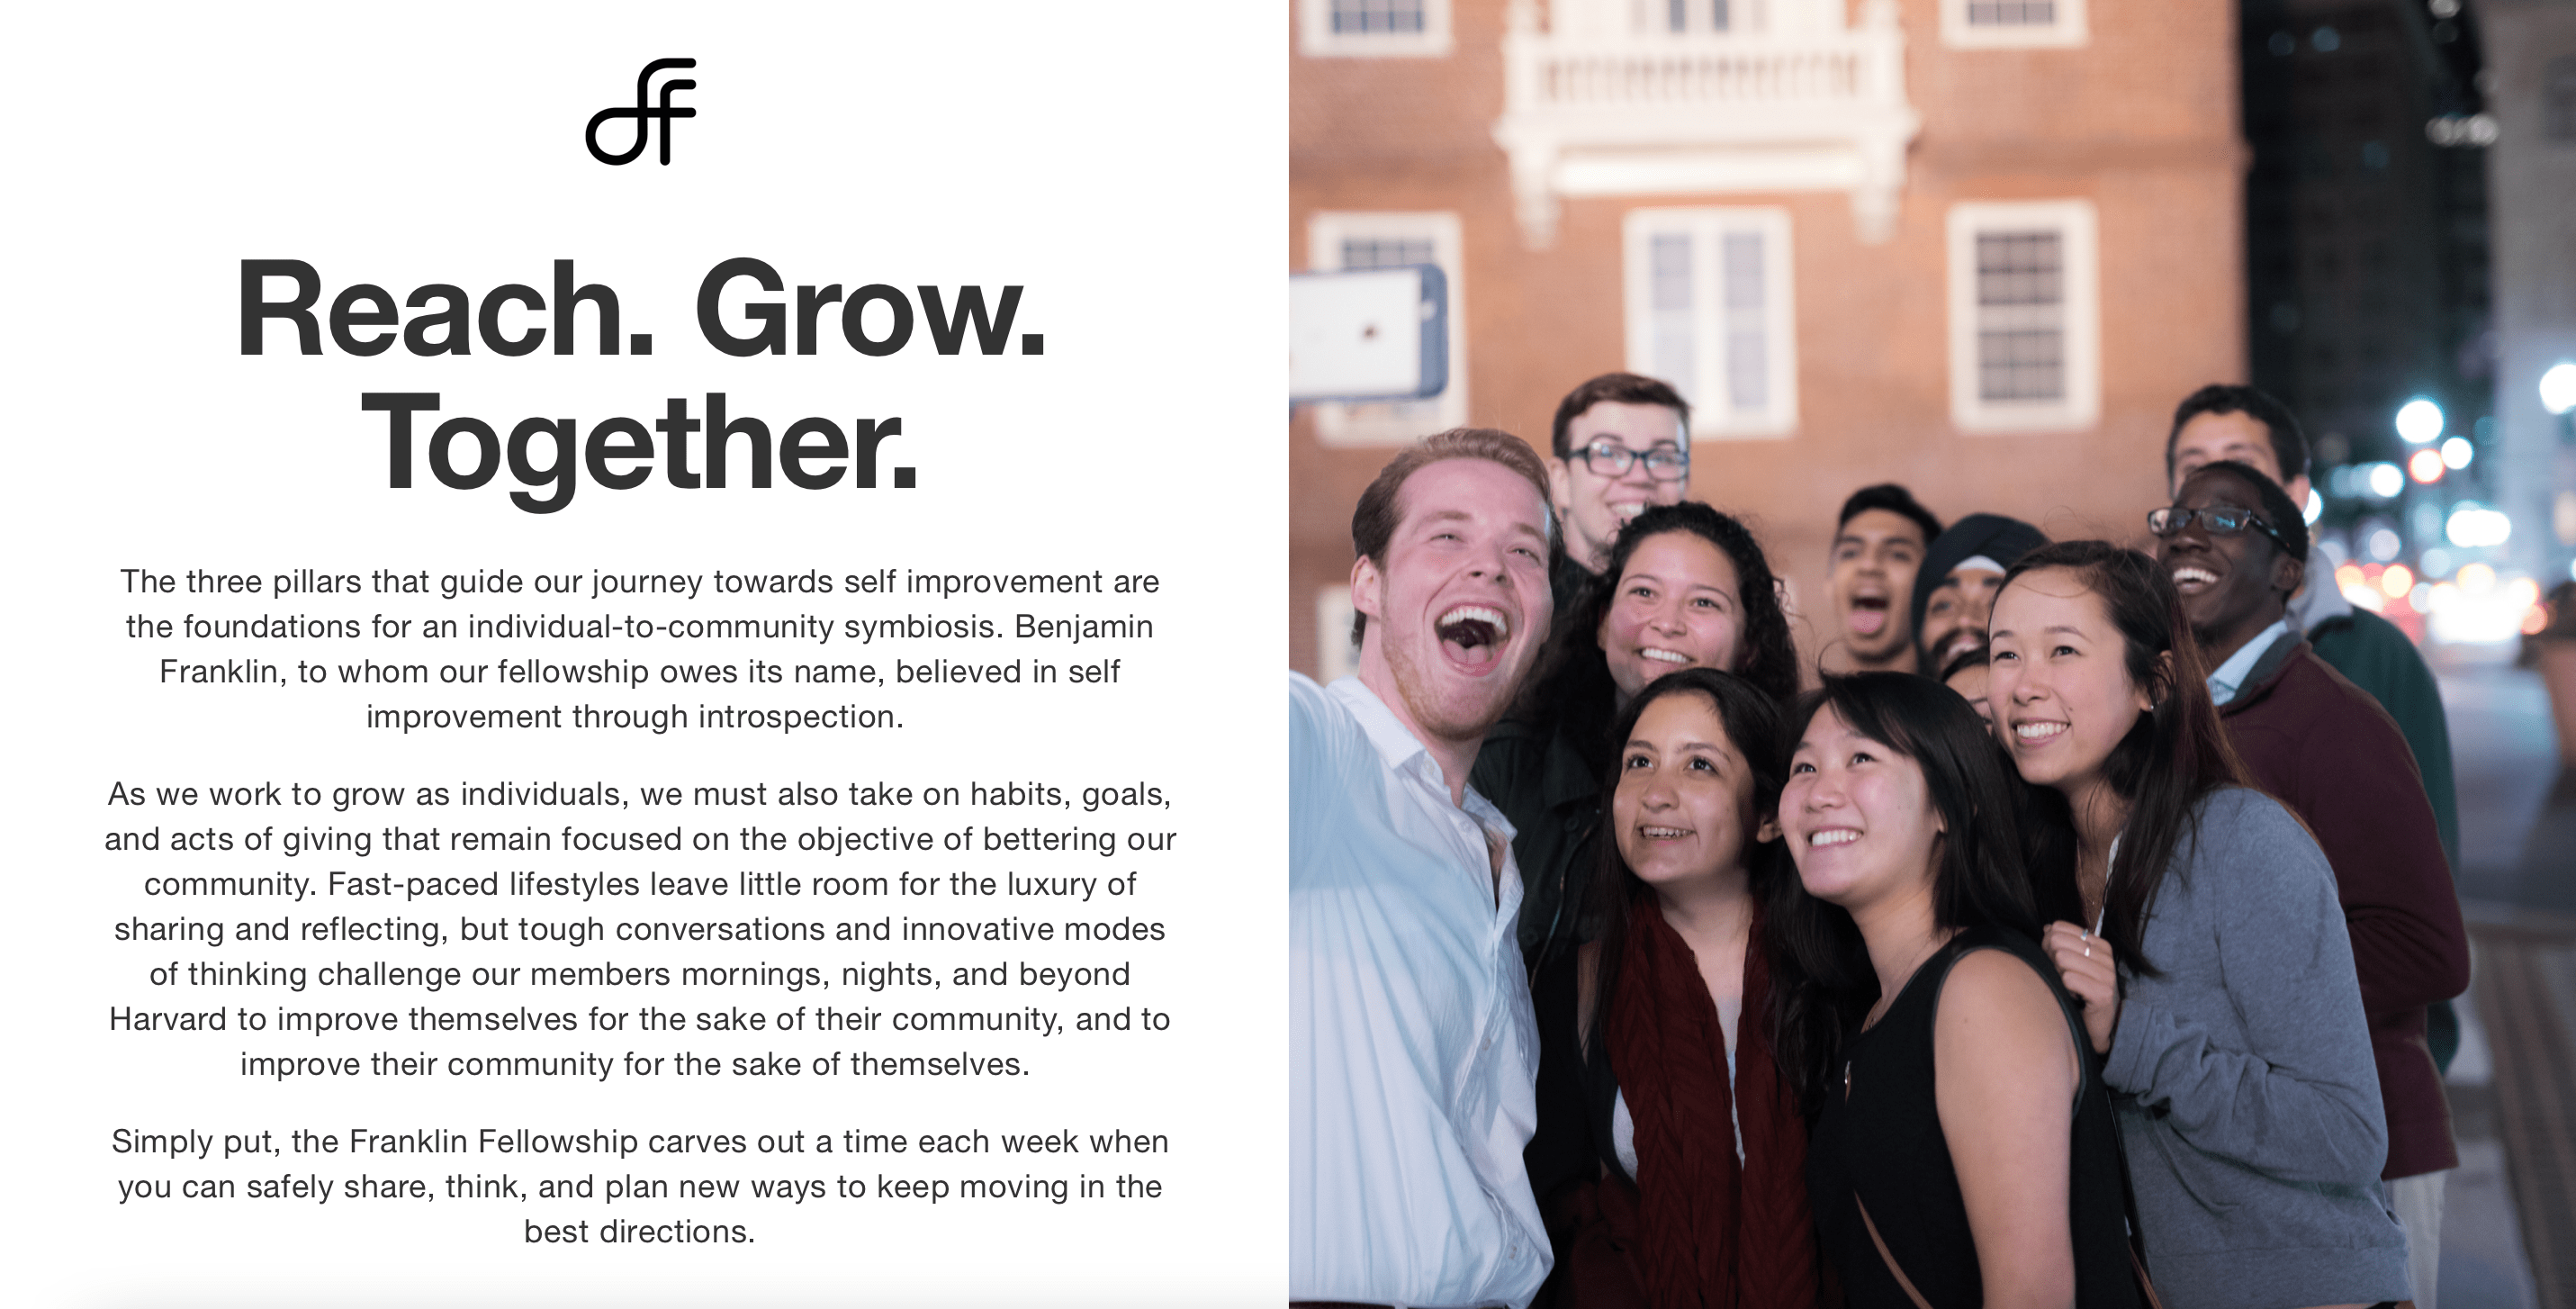 Reach. Grow.
Together.
The three pillars that guide our journey towards self improvement are
the foundations for an individual-to-community symbiosis. Benjamin
Franklin, to whom our fellowship owes its name, believed in self
improvement through introspection.
As we work to grow as individuals, we must also take on habits, goals,
and acts of giving that remain focused on the objective of bettering our
community. Fast-paced lifestyles leave little room for the luxury of
sharing and reflecting, but tough conversations and innovative modes
of thinking challenge our members mornings, nights, and beyond
Harvard to improve themselves for the sake of their community, and to
improve their community for the sake of themselves.
Simply put, the Franklin Fellowship carves out a time each week when
you can safely share, think, and plan new ways to keep moving in the
best directions.